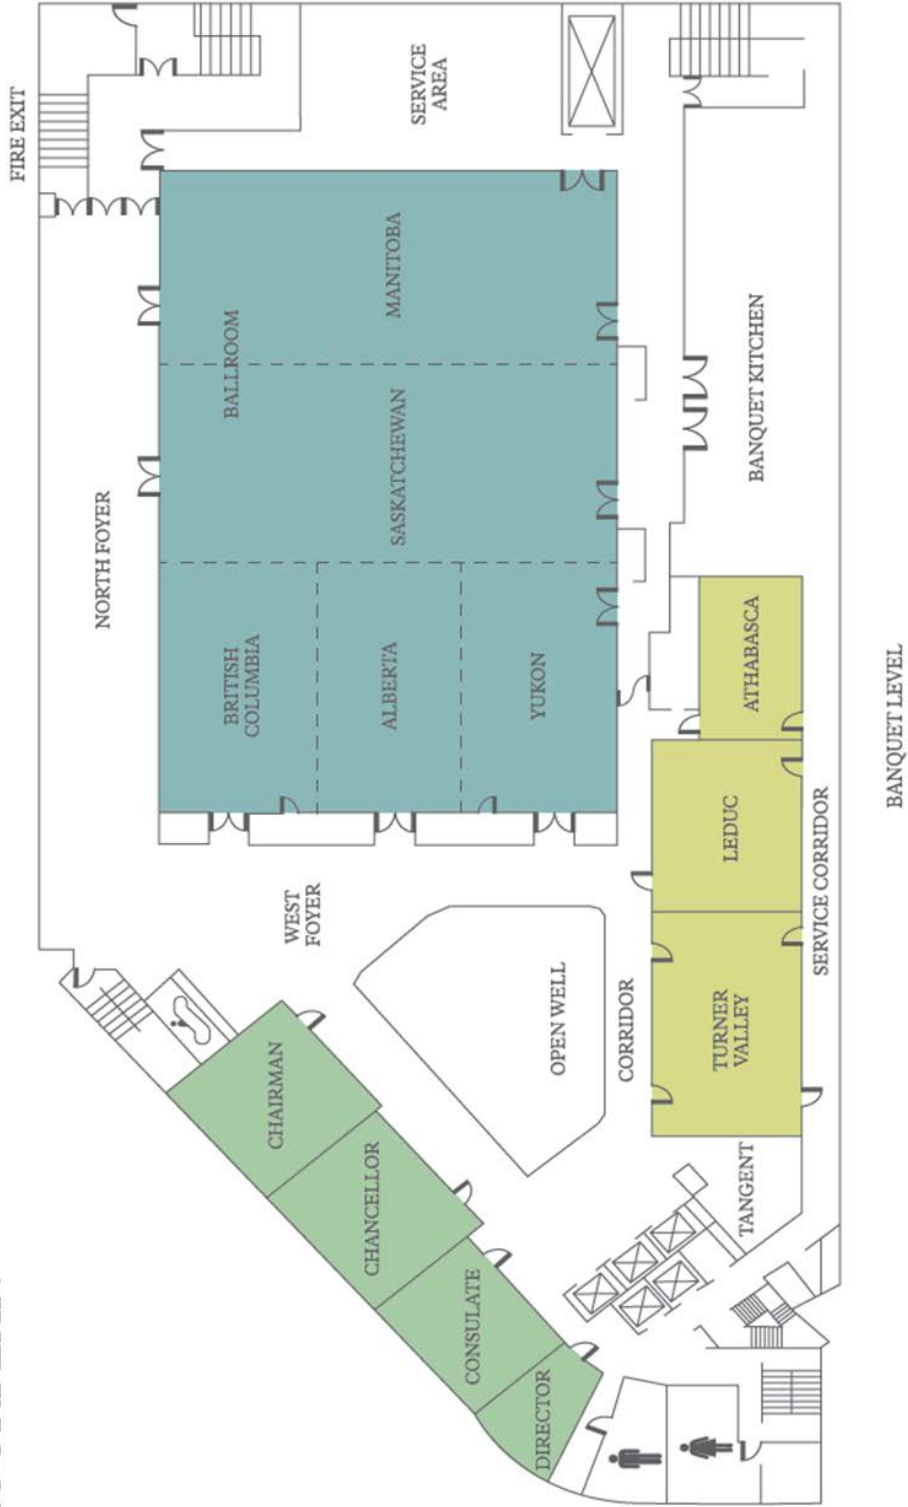 FIRE EXIT
SERVICE
AREA
MANITOBA
BALLROOM
SASKATCHEWAN
NORTH FOYER
BANQUET KITCHEN
BRITISH
COLUMBIA
ALBERTA
YUKON
ATHABASCA
LEDUC
SERVICE CORRIDOR
BANQUET LEVEL
WEST
FOYER
OPEN WELL
CORRIDOR
TURNER
VALLEY
CHAIRMAN
CHANCELLOR
CONSULATE
DIRECTOR
TANGENT